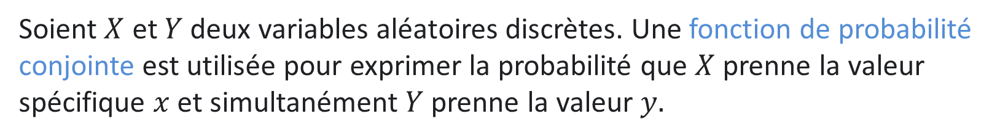 Soient X et Y deux variables aléatoires discrètes. Une fonction de probabilité
conjointe est utilisée pour exprimer la probabilité que X prenne la valeur
spécifique x et simultanément Y prenne la valeur y.